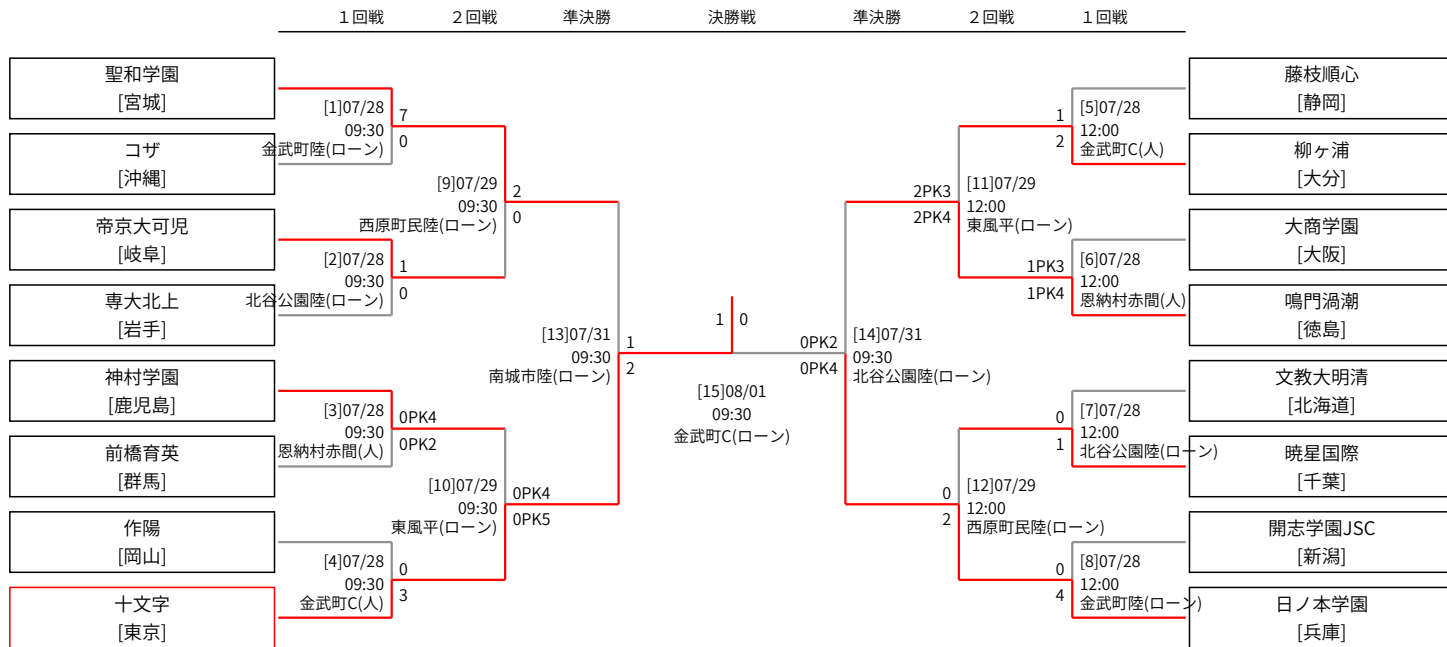 １回戦
２回戦
準決勝
決勝戦
準決勝
２回戦
１回戦
聖和学園
[宮城]
コザ
[沖縄]
帝京大可児
[岐阜]
専大北上
[岩手]
神村学園
[鹿児島]
前橋育英
[群馬]
作陽
[岡山]
十文字
[東京]
[1]07/28
09:30
金武町陸(ローン)
7
0
[2]07/28
09:30
北谷公園陸(ローン)
1
0
[3]07/28
09:30
恩納村赤間(人)
0PK4
0PK2
[4]07/28
09:30
金武町C(人)
0
3
[9]07/29
09:30
西原町民陸(ローン)
2
0
[10]07/29
09:30
東風平(ローン)
0PK4
0PK5
[13]07/31
09:30
南城市陸(ローン)
1
2
1
0
[15]08/01
09:30
金武町C(ローン)
0PK2
0PK4
[14]07/31
09:30
北谷公園陸(ローン)
2PK3
2PK4
[11]07/29
12:00
東風平(ローン)
0
2
[12]07/29
12:00
西原町民陸(ローン)
1
2
[5]07/28
12:00
金武町C(人)
1PK3
1PK4
[6]07/28
12:00
恩納村赤間(人)
0
1
[7]07/28
12:00
北谷公園陸(ローン)
0
4
[8]07/28
12:00
金武町陸(ローン)
藤枝順心
[静岡]
柳ヶ浦
[大分]
大商学園
[大阪]
鳴門渦潮
[徳島]
文教大明清
[北海道]
暁星国際
[千葉]
開志学園JSC
[新潟]
日ノ本学園
[兵庫]